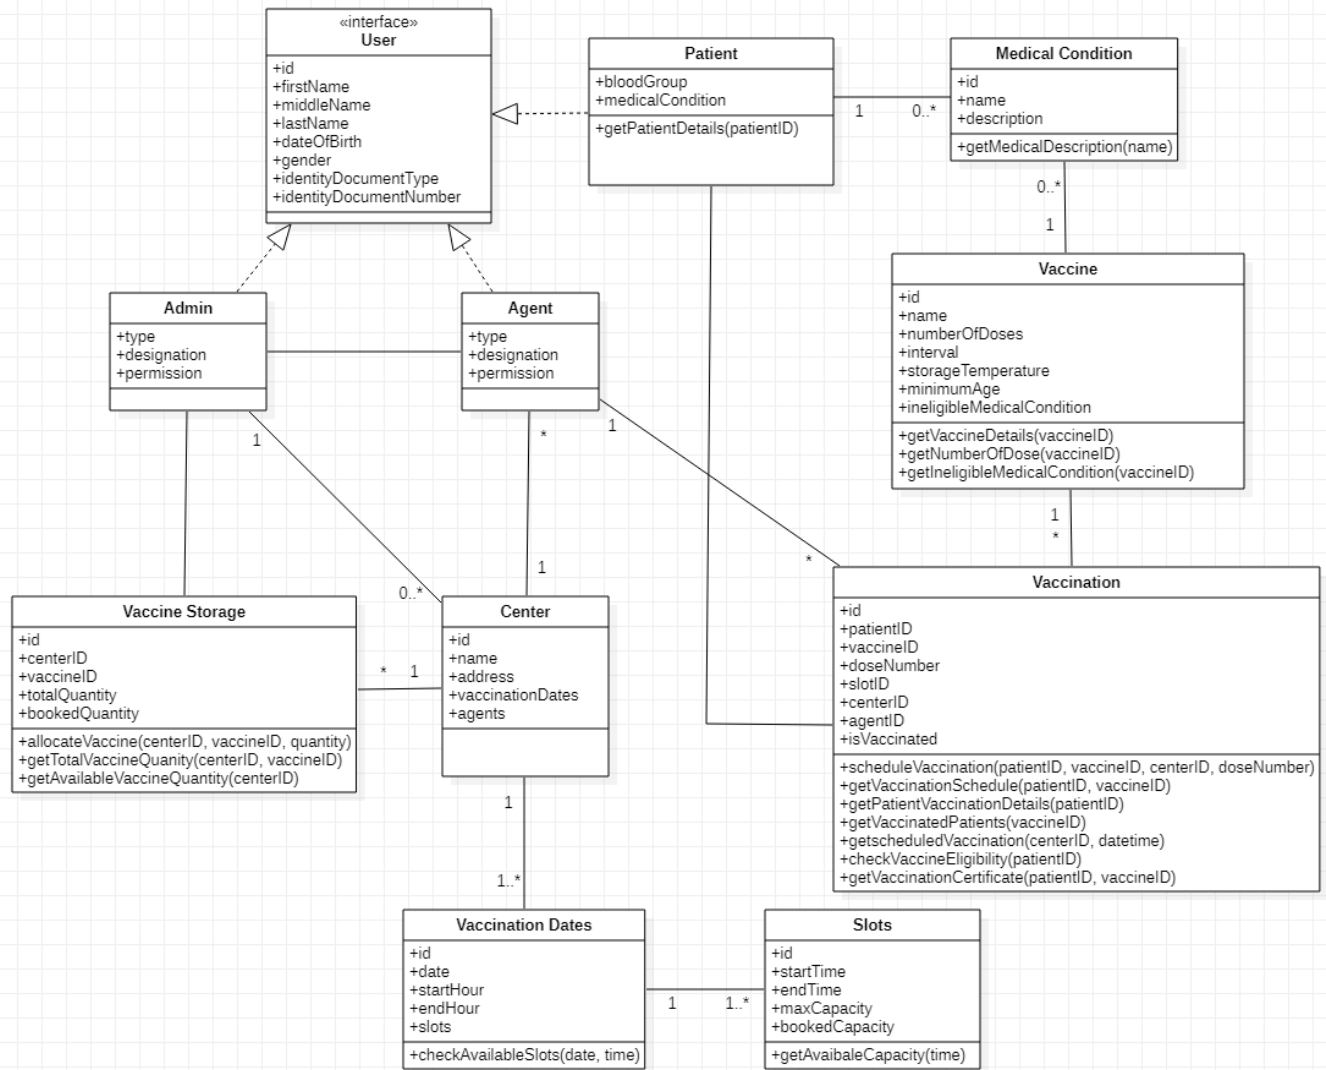 «interface»
User
+id
+firstName
+middleName
+lastName
+dateOfBirth
+gender
+identityDocumentType
+identityDocumentNumber
Patient
+bloodGroup
+medicalCondition
+getPatientDetails(patientID)
1
0..*
Medical Condition
+id
+name
+description
+getMedicalDescription(name)
0..*
1
Vaccine
+id
+name
+numberOfDoses
+interval
+storageTemperature
+minimumAge
+ineligibleMedicalCondition
+getVaccineDetails(vaccineID)
+getNumberOfDose(vaccineID)
+getIneligibleMedicalCondition(vaccineID)
1
*
Admin
+type
+designation
+permission
Agent
+type
+designation
+permission
1
*
1
1
0..*
*
Vaccine Storage
+id
+centerID
+vaccineID
+totalQuantity
+bookedQuantity
+allocateVaccine(centerID, vaccineID, quantity)
+getTotalVaccineQuanity(centerID, vaccineID)
+getAvailableVaccineQuantity(centerID)
*
1
Center
+id
+name
+address
+vaccinationDates
+agents
1
1..*
Vaccination
+id
+patientID
+vaccineID
+doseNumber
+slotID
+centerID
+agentID
+isVaccinated
+scheduleVaccination(patientID, vaccineID, centerID, doseNumber)
+getVaccinationSchedule(patientID, vaccineID)
+getPatientVaccinationDetails(patientID)
+getVaccinatedPatients(vaccineID)
+getscheduledVaccination(centerID, datetime)
+checkVaccineEligibility(patientID)
+getVaccinationCertificate(patientID, vaccineID)
Vaccination Dates
+id
+date
+startHour
+endHour
+slots
+checkAvailableSlots(date, time)
1
1..*
Slots
+id
+startTime
+endTime
+maxCapacity
+bookedCapacity
+getAvaibaleCapacity(time)